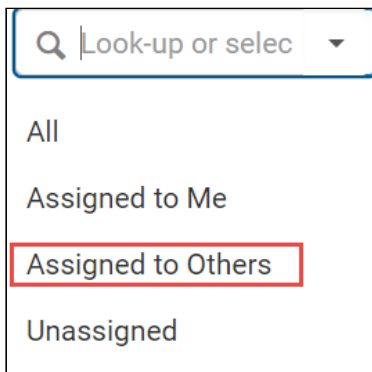 Look-up or selec
All
Assigned to Me
Assigned to Others
Unassigned